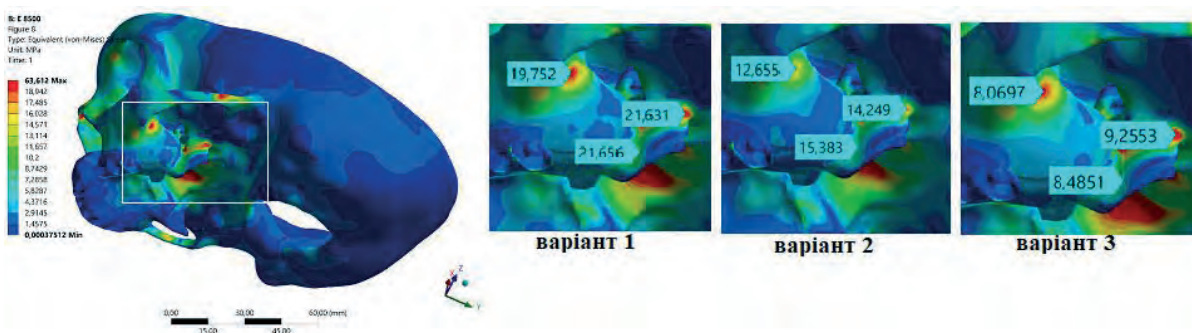 B: E 8500
Figure 6
Type: Equivalent (von-Mises)
Unit: MPa
Time: 1
63,612 Max
18,942
17,485
16,028
14,571
13,114
11,657
10,2
8,7429
7,2858
5,8287
4,3716
2,9145
1,4575
0,00037512 Min
0,00
15,00
30,00
45,00
60,00 (mm)
Z
X
Y
19,752
21,631
21,656
варіант 1
12,655
14,249
15,383
варіант 2
8,0697
9,2553
8,4851
варіант 3